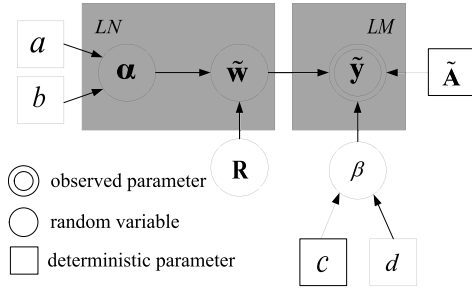 LN
LM
a
b
α
w̃
ỹ
Ã
R
β
c
d
observed parameter
random variable
deterministic parameter